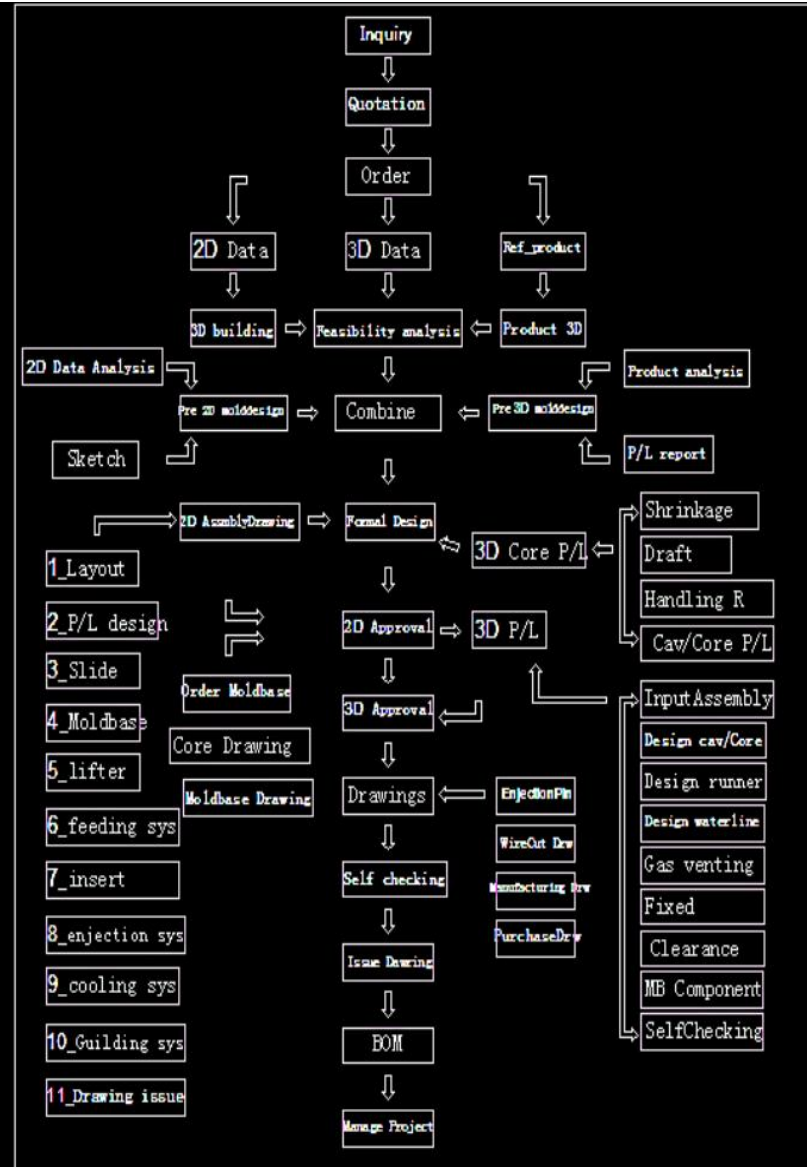 Inquiry
Quotation
Order
2D Data
3D Data
Ref_product
3D building
Feasibility analysis
Product 3D
2D Data Analysis
Product analysis
Pre 2D molddesign
Combine
Pre 3D molddesign
Sketch
P/L report
2D AssmblyDrawing
Formal Design
3D Core P/L
Shrinkage
Draft
Handling R
Cav/Core P/L
1_Layout
2_P/L design
3_Slide
4_Moldbase
5_lifter
6_feeding sys
7_insert
8_enjection sys
9_cooling sys
10_Guilding sys
11_Drawing issue
Order Moldbase
Core Drawing
Moldbase Drawing
2D Approval
3D P/L
3D Approval
Drawings
EnjectionPin
WireCut Drw
Manufacturing Drw
PurchaseDrw
InputAssembly
Design cav/Core
Design runner
Design waterline
Gas venting
Fixed
Clearance
MB Component
SelfChecking
Self checking
Issue Dawring
BOM
Manage Project